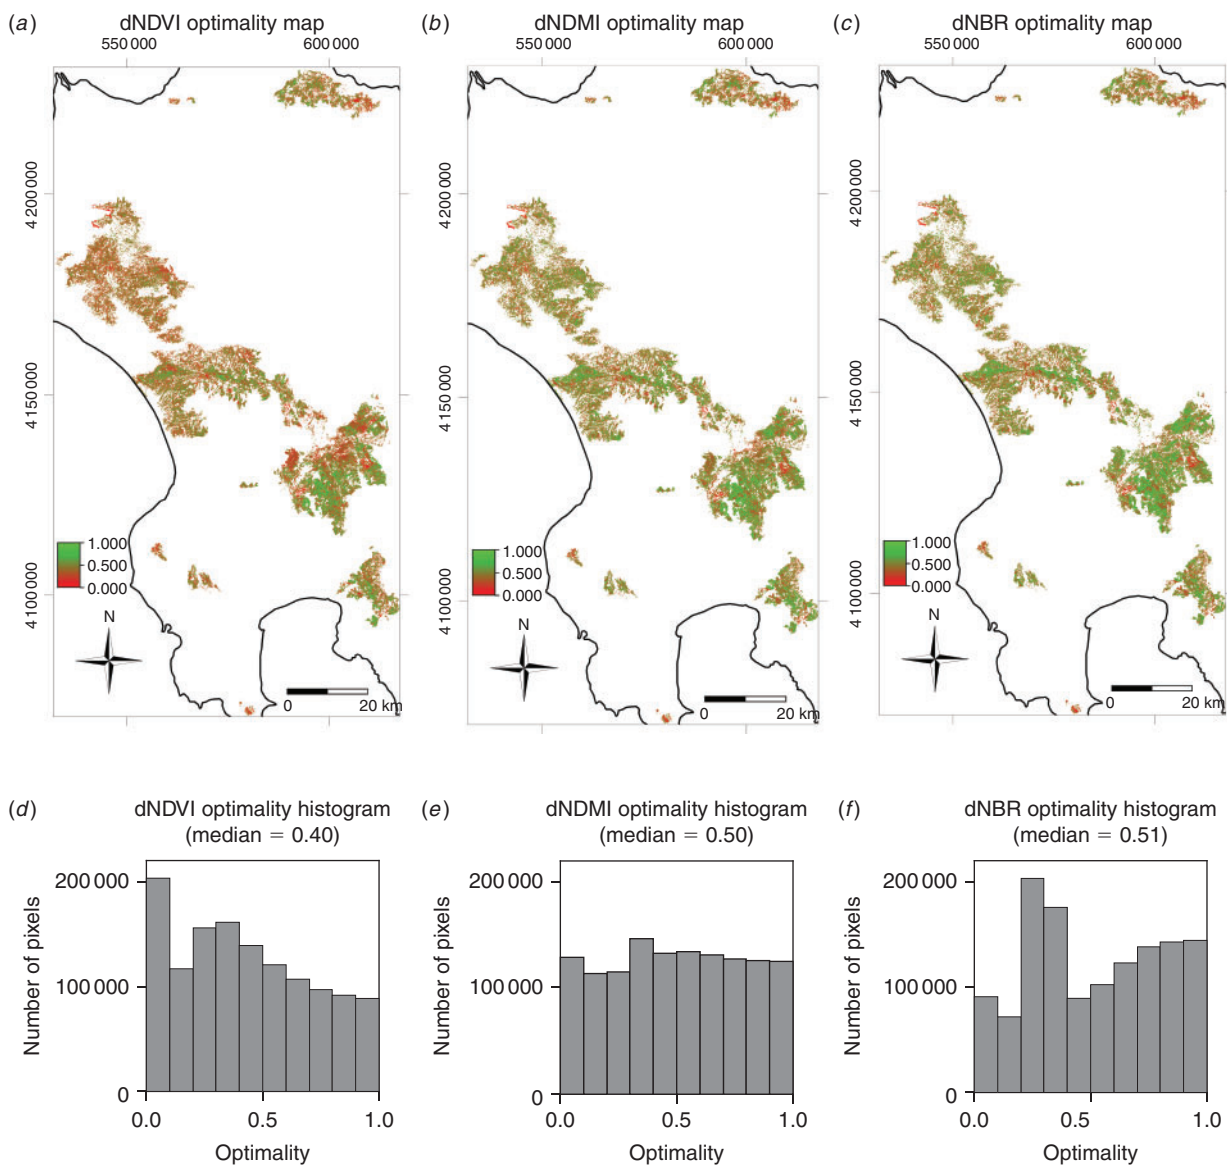 (a) dNDVI optimality map
550 000 600 000
4 200 000
4 150 000
4 100 000
1.000
0.500
0.000
N
0 20 km
(b) dNDMI optimality map
550 000 600 000
4 200 000
4 150 000
4 100 000
1.000
0.500
0.000
N
0 20 km
(c) dNBR optimality map
550 000 600 000
4 200 000
4 150 000
4 100 000
1.000
0.500
0.000
N
0 20 km
(d) dNDVI optimality histogram
(median = 0.40)
Number of pixels
200 000
100 000
0
0.0 0.5 1.0
Optimality
(e) dNDMI optimality histogram
(median = 0.50)
Number of pixels
200 000
100 000
0
0.0 0.5 1.0
Optimality
(f) dNBR optimality histogram
(median = 0.51)
Number of pixels
200 000
100 000
0
0.0 0.5 1.0
Optimality